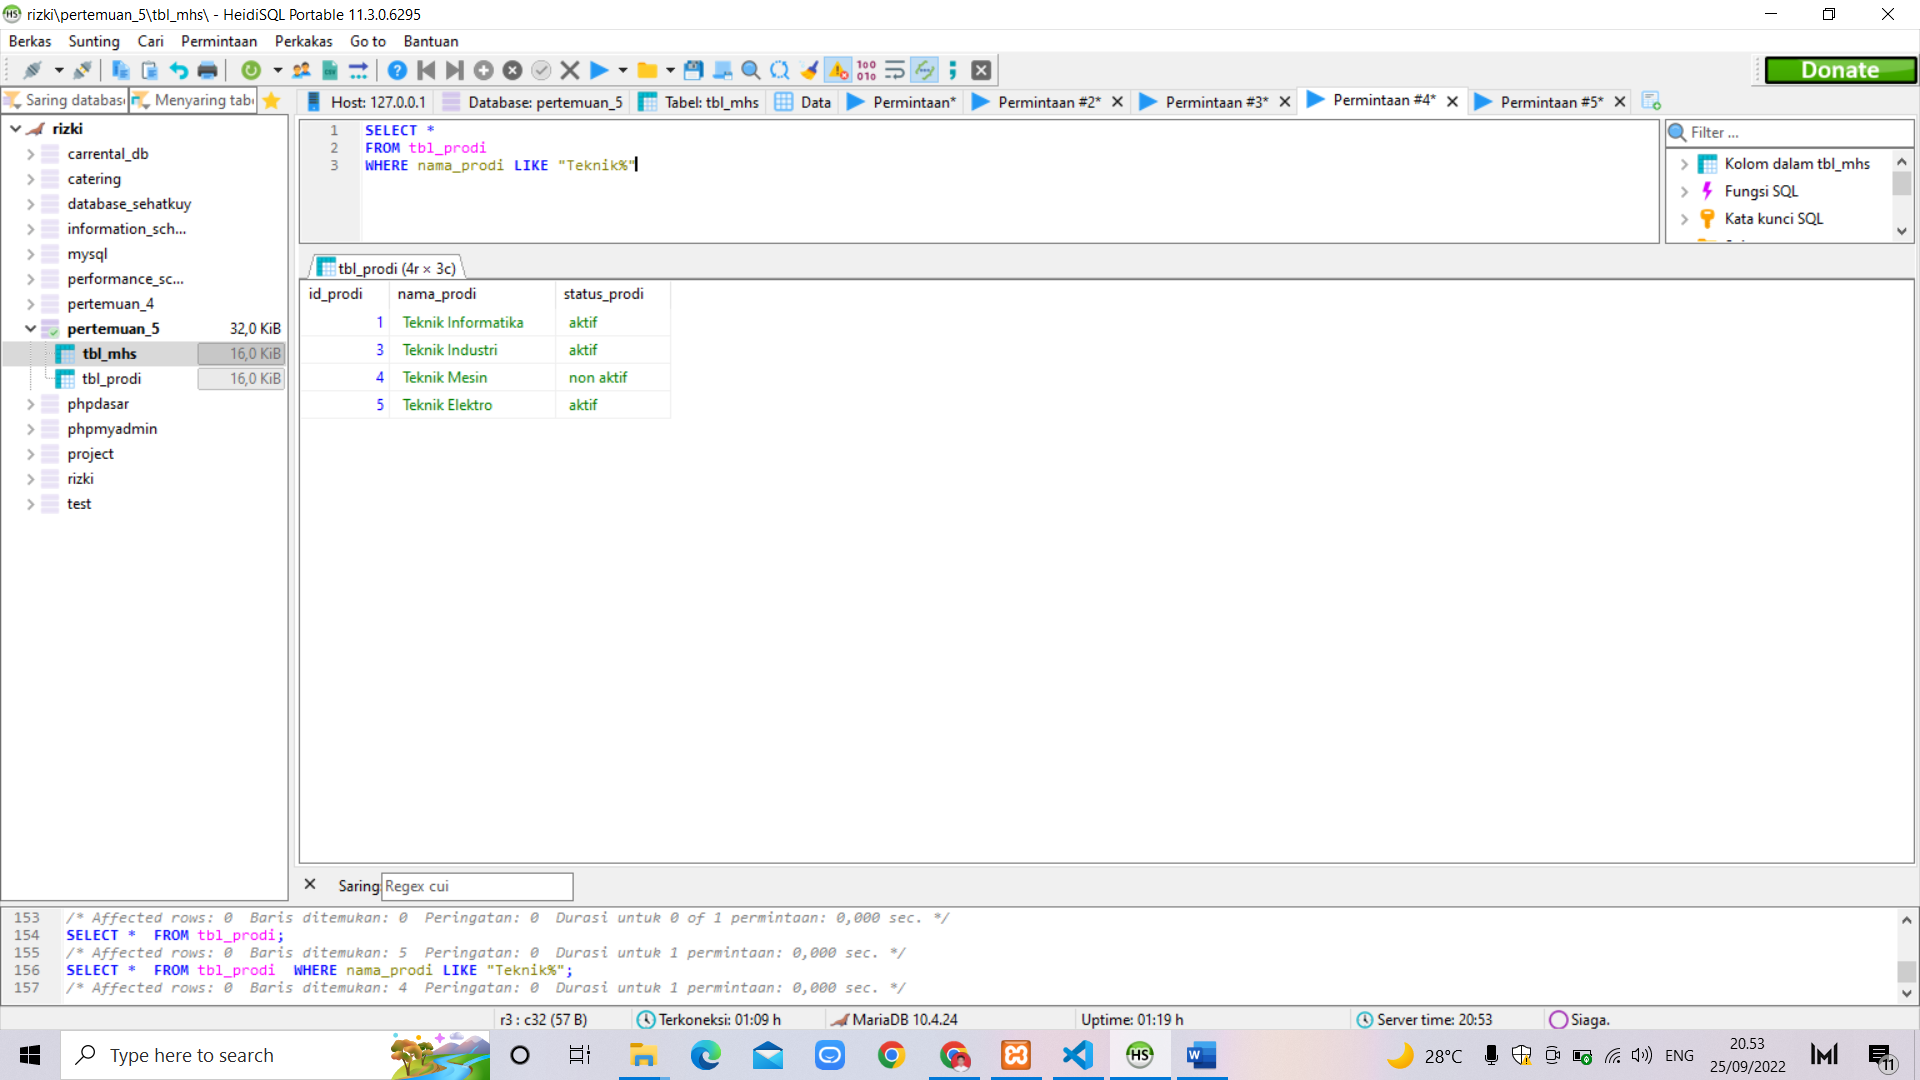 rizki\pertemuan_5\tbl_mhs\ - HeidiSQL Portable 11.3.0.6295
Berkas Sunting Cari Permintaan Perkakas Go to Bantuan
Donate
Saring databas Menyaring tab
Host: 127.0.0.1 Database: pertemuan_5 Tabel: tbl_mhs Data Permintaan* Permintaan #2* Permintaan #3* Permintaan #4* Permintaan #5*
rizki
carrental_db
catering
database_sehatkuy
information_sch...
mysql
performance_sc...
pertemuan_4
pertemuan_5 32,0 KiB
tbl_mhs 16,0 KiB
tbl_prodi 16,0 KiB
phpdasar
phpmyadmin
project
rizki
test
1 SELECT *
2 FROM tbl_prodi
3 WHERE nama_prodi LIKE "Teknik%"
Filter ...
Kolom dalam tbl_mhs
Fungsi SQL
Kata kunci SQL
tbl_prodi (4r × 3c)
id_prodi nama_prodi status_prodi
1 Teknik Informatika aktif
3 Teknik Industri aktif
4 Teknik Mesin non aktif
5 Teknik Elektro aktif
Saring: Regex cui
153 /* Affected rows: 0 Baris ditemukan: 0 Peringatan: 0 Durasi untuk 0 of 1 permintaan: 0,000 sec. */
154 SELECT * FROM tbl_prodi;
155 /* Affected rows: 0 Baris ditemukan: 5 Peringatan: 0 Durasi untuk 1 permintaan: 0,000 sec. */
156 SELECT * FROM tbl_prodi WHERE nama_prodi LIKE "Teknik%";
157 /* Affected rows: 0 Baris ditemukan: 4 Peringatan: 0 Durasi untuk 1 permintaan: 0,000 sec. */
r3 : c32 (57 B) Terkoneksi: 01:09 h MariaDB 10.4.24 Uptime: 01:19 h Server time: 20:53 Siaga.
Type here to search
28°C ENG
20.53
25/09/2022
11